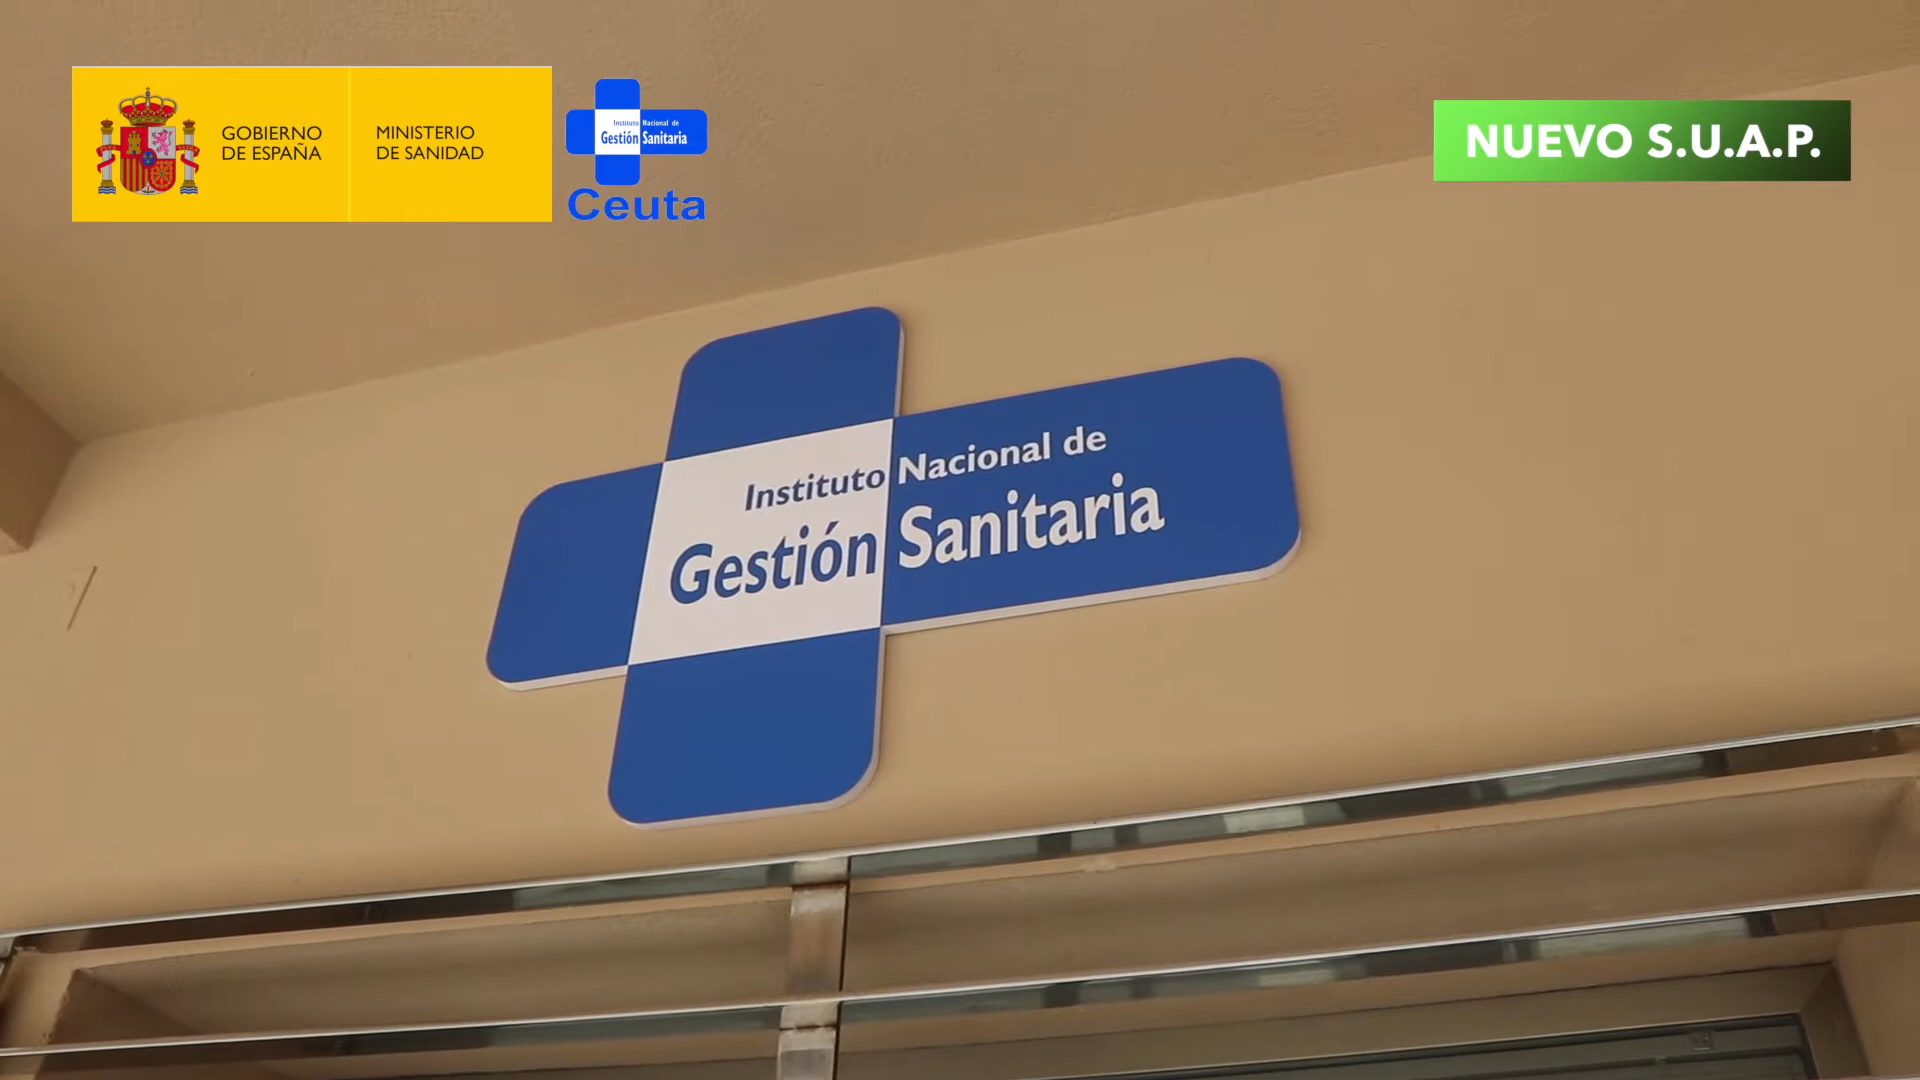 GOBIERNO
DE ESPAÑA
MINISTERIO
DE SANIDAD
Instituto Nacional de
Gestión Sanitaria
Ceuta
NUEVO S.U.A.P.
Instituto Nacional de
Gestión Sanitaria